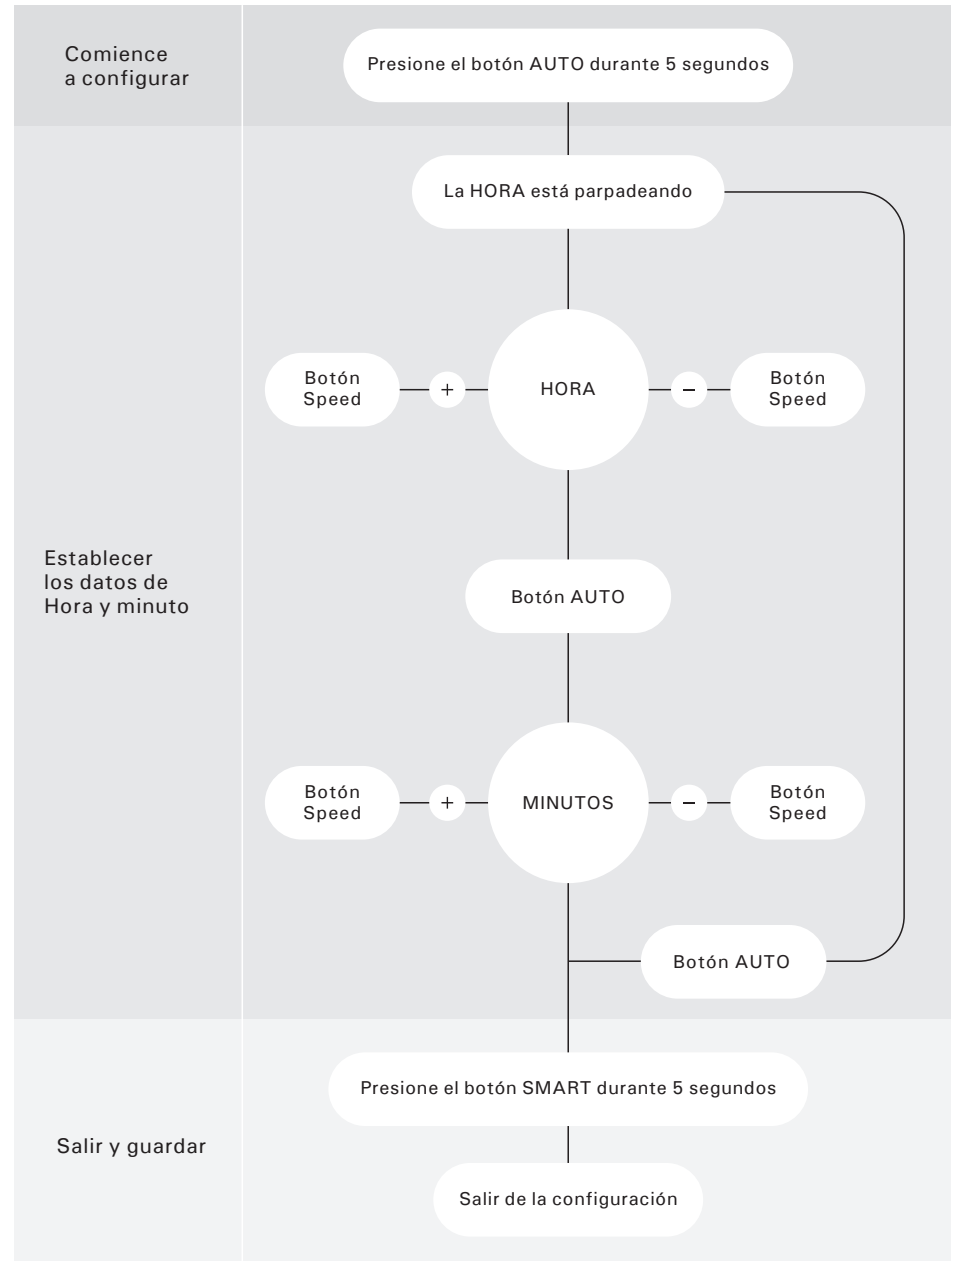 Comience
a configurar
Presione el botón AUTO durante 5 segundos
La HORA está parpadeando
Botón
Speed
+
HORA
–
Botón
Speed
Establecer
los datos de
Hora y minuto
Botón AUTO
Botón
Speed
+
MINUTOS
–
Botón
Speed
Botón AUTO
Presione el botón SMART durante 5 segundos
Salir y guardar
Salir de la configuración